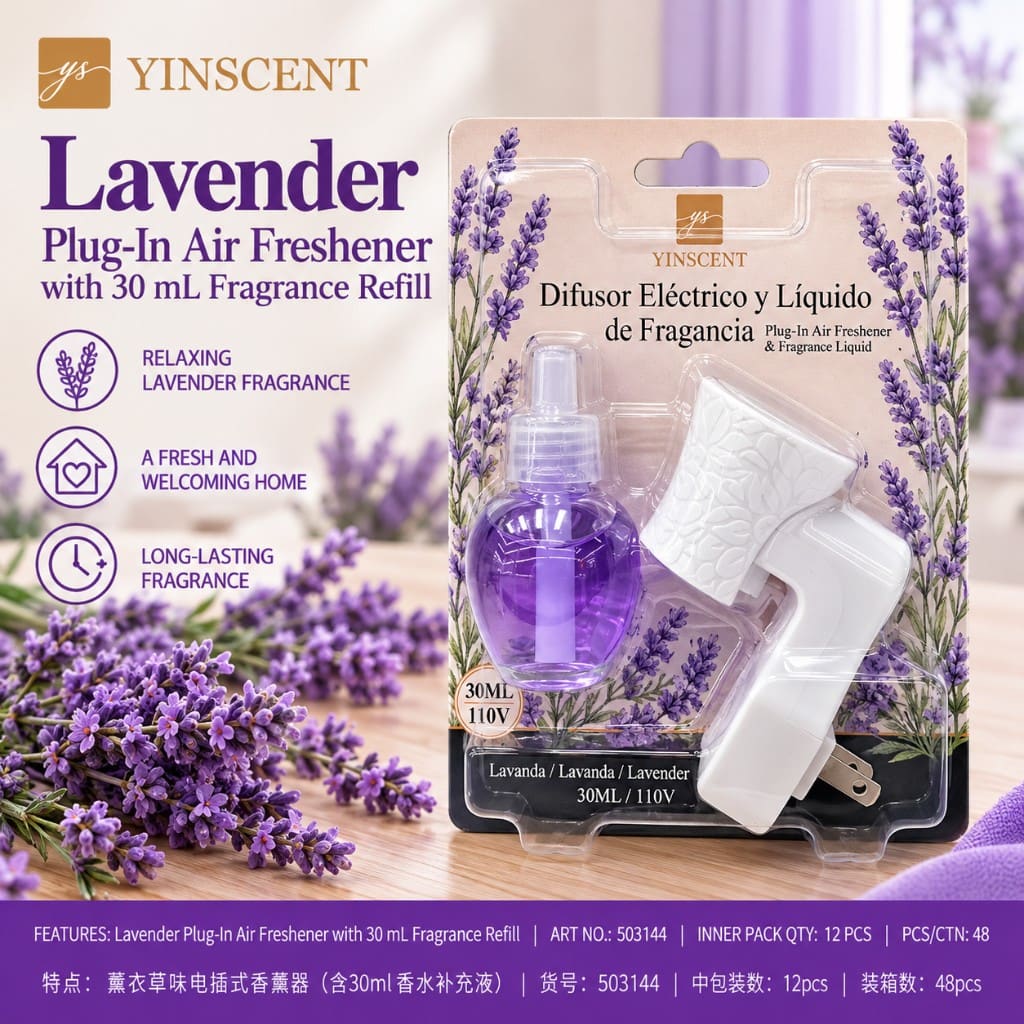 ys YINSCENT
Lavender
Plug-In Air Freshener
with 30 mL Fragrance Refill
RELAXING
LAVENDER FRAGRANCE
A FRESH AND
WELCOMING HOME
LONG-LASTING
FRAGRANCE
ys
YINSCENT
Difusor Eléctrico y Líquido
de Fragancia
Plug-In Air Freshener
& Fragrance Liquid
30ML
110V
Lavanda / Lavanda / Lavender
30ML / 110V
FEATURES: Lavender Plug-In Air Freshener with 30 mL Fragrance Refill | ART NO.: 503144 | INNER PACK QTY: 12 PCS | PCS/CTN: 48
特点： 薰衣草味电插式香薰器（含30ml 香水补充液） | 货号：503144 | 中包装数：12pcs | 装箱数：48pcs